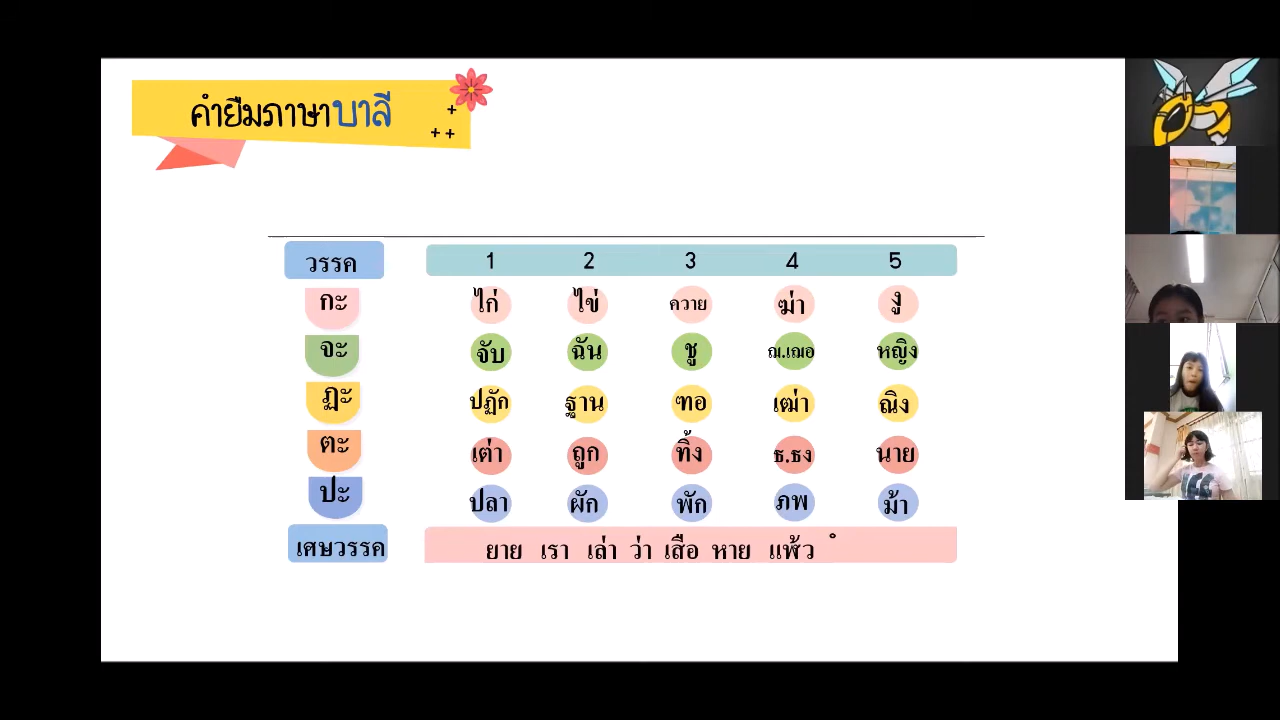 คำยืมภาษาบาลี
วรรค 1 2 3 4 5
กะ ไก่ ไข่ ควาย ฆ่า งู
จะ จับ ฉัน ชู ฌ.เฌอ หญิง
ฏะ ปฏัก ฐาน ฑอ เฒ่า ณิง
ตะ เต่า ถูก ทิ้ง ธ.ธง นาย
ปะ ปลา ผัก พัก ภพ ม้า
เศษวรรค ยาย เรา เล่า ว่า เสือ หาย แฬ้ว ํ